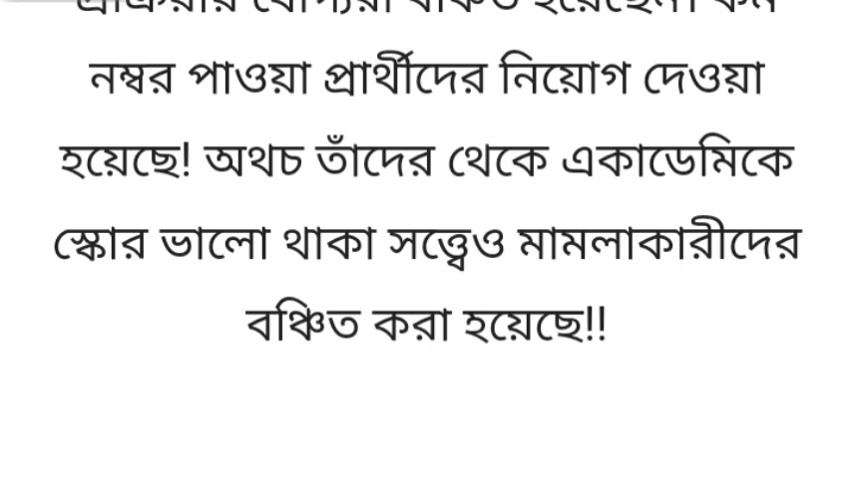 নম্বর পাওয়া প্রার্থীদের নিয়োগ দেওয়া
হয়েছে! অথচ তাঁদের থেকে একাডেমিকে
স্কোর ভালো থাকা সত্ত্বেও মামলাকারীদের
বঞ্চিত করা হয়েছে!!